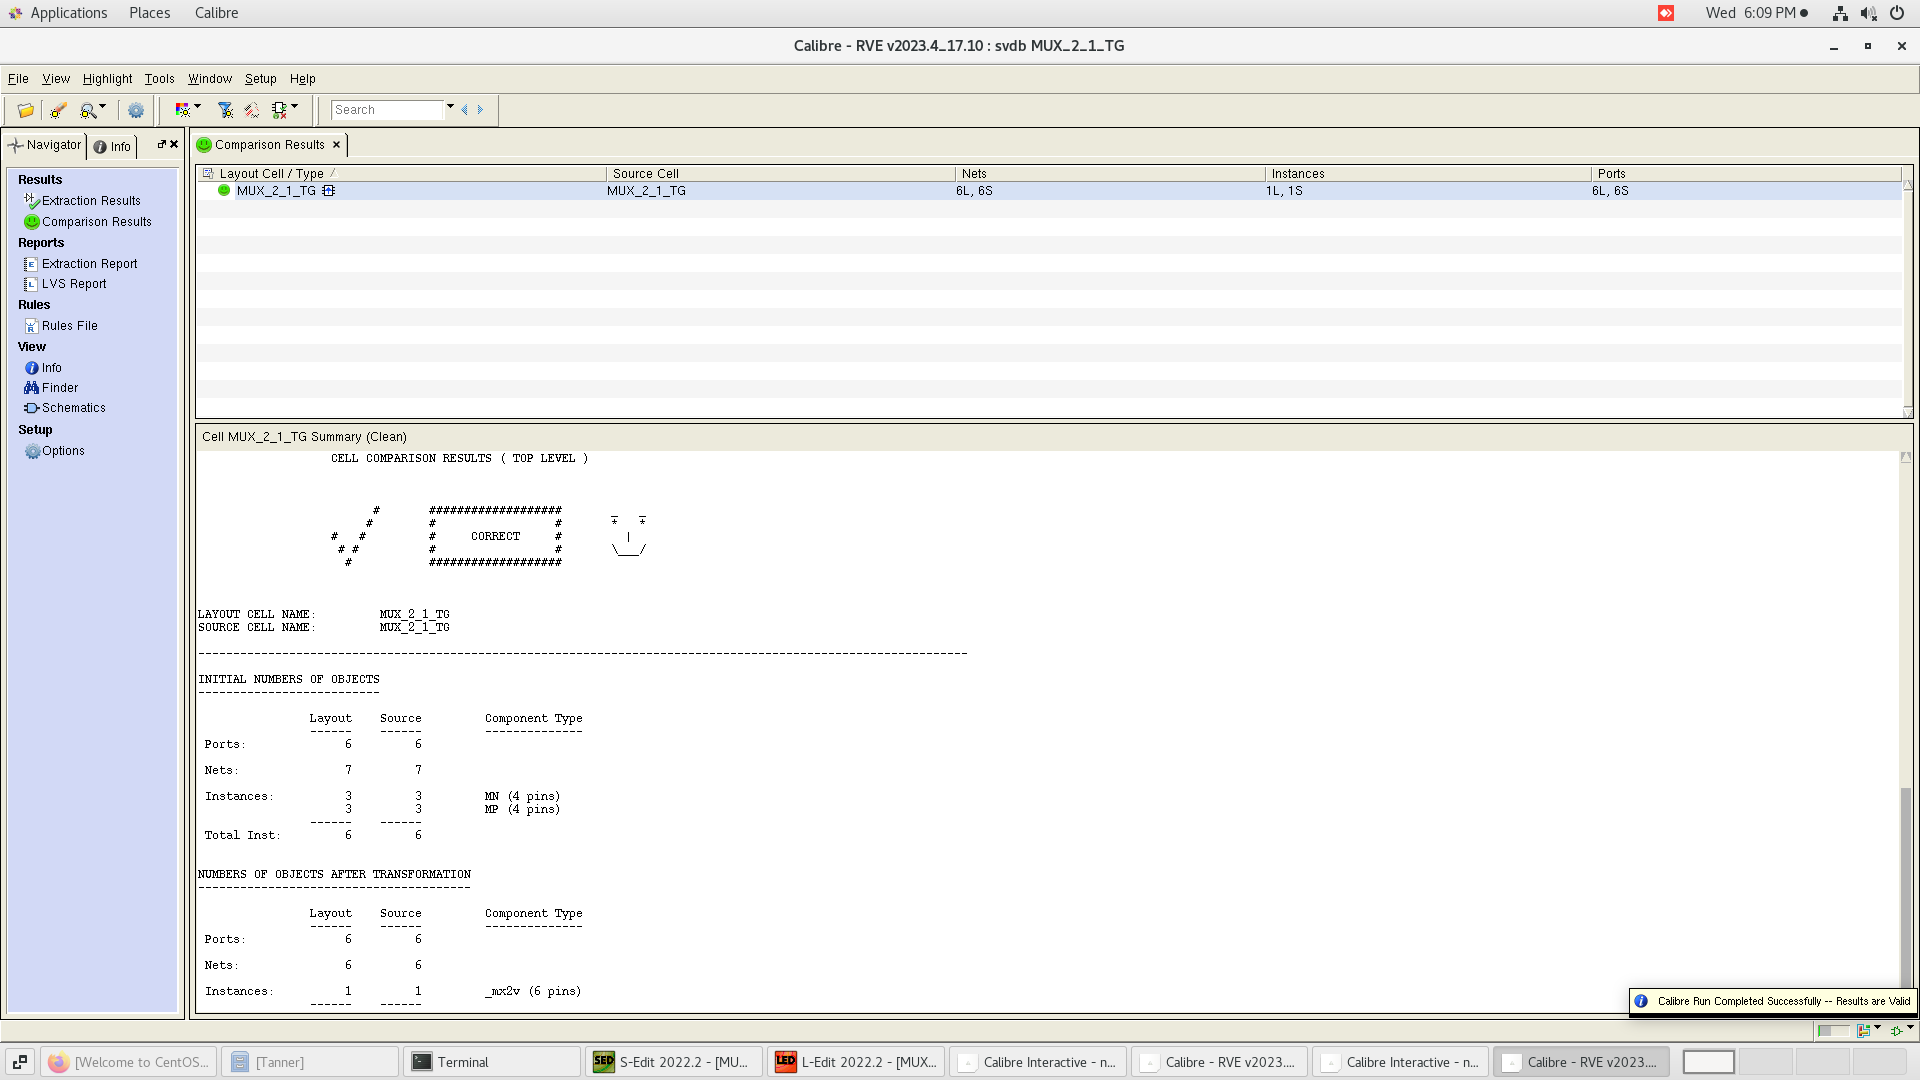 Applications Places Calibre Wed 6:09 PM
Calibre - RVE v2023.4_17.10 : svdb MUX_2_1_TG
File View Highlight Tools Window Setup Help
Search
Navigator Info
Comparison Results
Results
Extraction Results
Comparison Results
Reports
Extraction Report
LVS Report
Rules
Rules File
View
Info
Finder
Schematics
Setup
Options
Layout Cell / Type Source Cell Nets Instances Ports
MUX_2_1_TG MUX_2_1_TG 6L, 6S 1L, 1S 6L, 6S
Cell MUX_2_1_TG Summary (Clean)
CELL COMPARISON RESULTS ( TOP LEVEL )
# ################### _ _
# # # * *
# # # CORRECT # |
# # # # \___/
# ###################
LAYOUT CELL NAME: MUX_2_1_TG
SOURCE CELL NAME: MUX_2_1_TG
--------------------------------------------------------------------------------------------------------------
INITIAL NUMBERS OF OBJECTS
--------------------------
Layout Source Component Type
------ ------ --------------
Ports: 6 6
Nets: 7 7
Instances: 3 3 MN (4 pins)
3 3 MP (4 pins)
------ ------
Total Inst: 6 6
NUMBERS OF OBJECTS AFTER TRANSFORMATION
---------------------------------------
Layout Source Component Type
------ ------ --------------
Ports: 6 6
Nets: 6 6
Instances: 1 1 _mx2v (6 pins)
------ ------
Calibre Run Completed Successfully -- Results are Valid
[Welcome to CentOS... [Tanner] Terminal S-Edit 2022.2 - [MU... L-Edit 2022.2 - [MUX... Calibre Interactive - n... Calibre - RVE v2023.... Calibre Interactive - n... Calibre - RVE v2023....